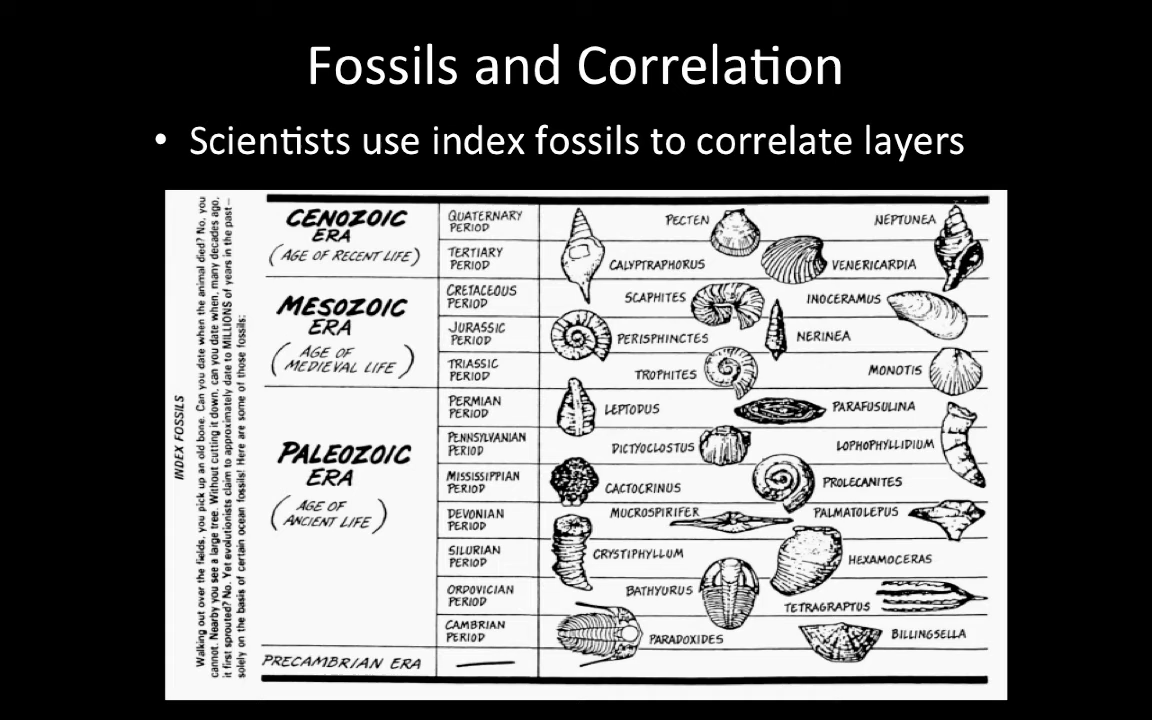 Fossils and Correlation
• Scientists use index fossils to correlate layers
INDEX FOSSILS
Walking out over the fields, you pick up an old bone. Can you date when the animal died? No, you
cannot. Nearby you see a large tree. Without cutting it down, can you date when, many decades ago,
it first sprouted? No. Yet evolutionists claim to approximately date to MILLIONS of years in the past—
solely on the basis of certain ocean fossils! Here are some of those fossils:
CENOZOIC
ERA
(AGE OF RECENT LIFE)
QUATERNARY
PERIOD
PECTEN
NEPTUNEA
TERTIARY
PERIOD
CALYPTRAPHORUS
VENERICARDIA
MESOZOIC
ERA
(AGE OF
MEDIEVAL LIFE)
CRETACEOUS
PERIOD
SCAPHITES
INOCERAMUS
JURASSIC
PERIOD
PERISPHINCTES
NERINEA
TRIASSIC
PERIOD
TROPHITES
MONOTIS
PALEOZOIC
ERA
(AGE OF
ANCIENT LIFE)
PERMIAN
PERIOD
LEPTODUS
PARAFUSULINA
PENNSYLVANIAN
PERIOD
DICTYOCLOSTUS
LOPHOPHYLLIDIUM
MISSISSIPPIAN
PERIOD
CACTOCRINUS
PROLECANITES
DEVONIAN
PERIOD
MUCROSPIRIFER
PALMATOLEPUS
SILURIAN
PERIOD
CRYSTIPHYLLUM
HEXAMOCERAS
ORDOVICIAN
PERIOD
BATHYURUS
TETRAGRAPTUS
CAMBRIAN
PERIOD
PARADOXIDES
BILLINGSELLA
PRECAMBRIAN ERA